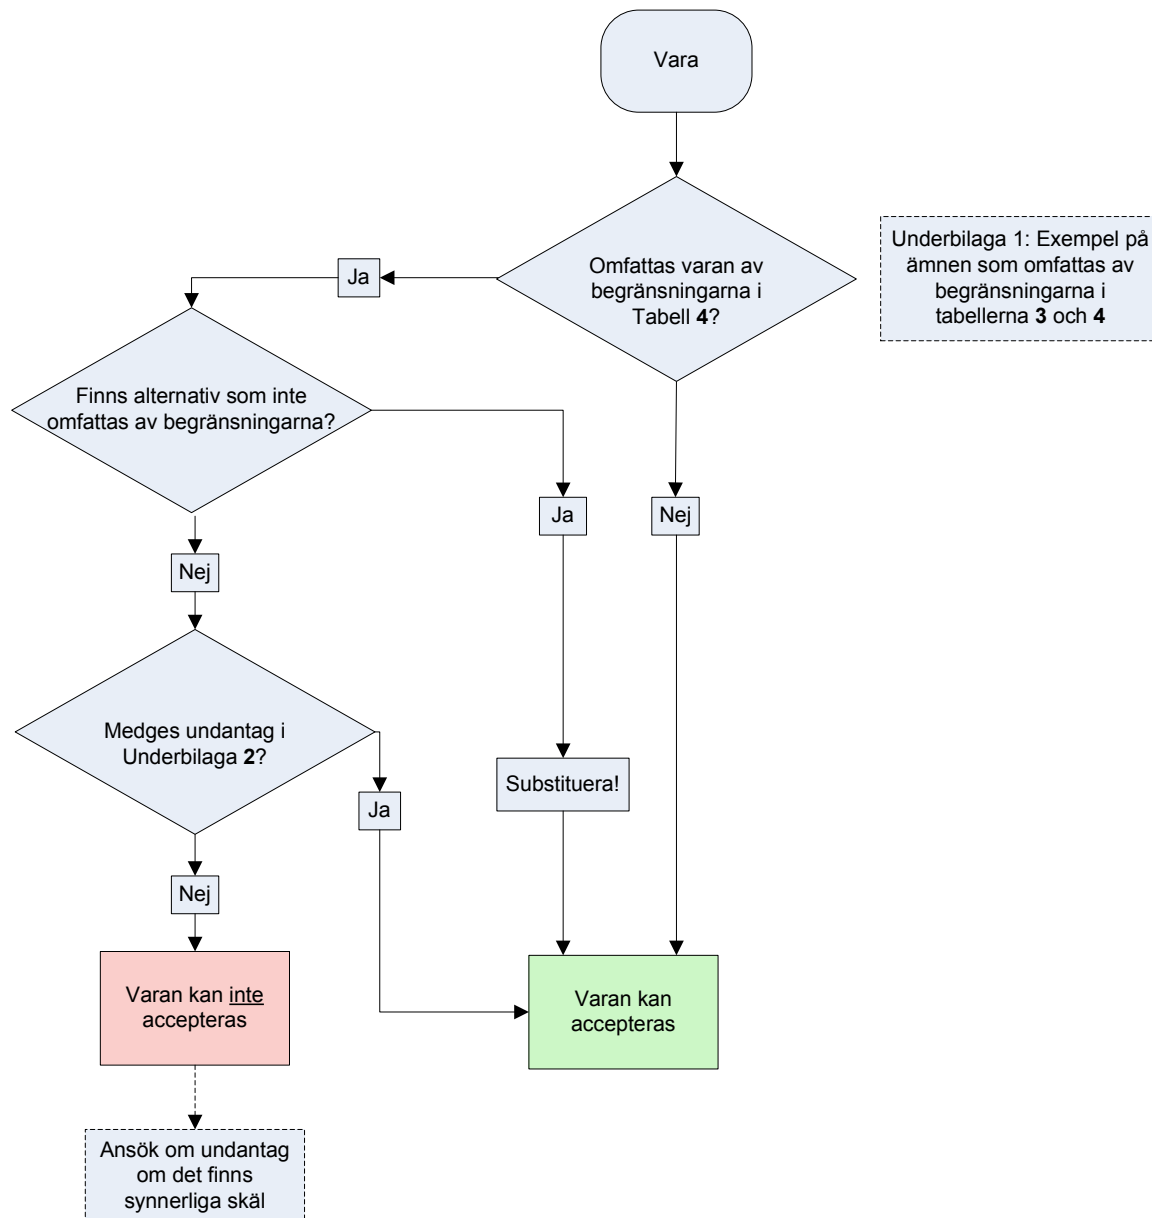 Vara
Omfattas varan av
begränsningarna i
Tabell 4?
Underbilaga 1: Exempel på
ämnen som omfattas av
begränsningarna i
tabellerna 3 och 4
Ja
Finns alternativ som inte
omfattas av begränsningarna?
Ja
Nej
Nej
Medges undantag i
Underbilaga 2?
Substituera!
Ja
Nej
Varan kan inte
accepteras
Varan kan
accepteras
Ansök om undantag
om det finns
synnerliga skäl